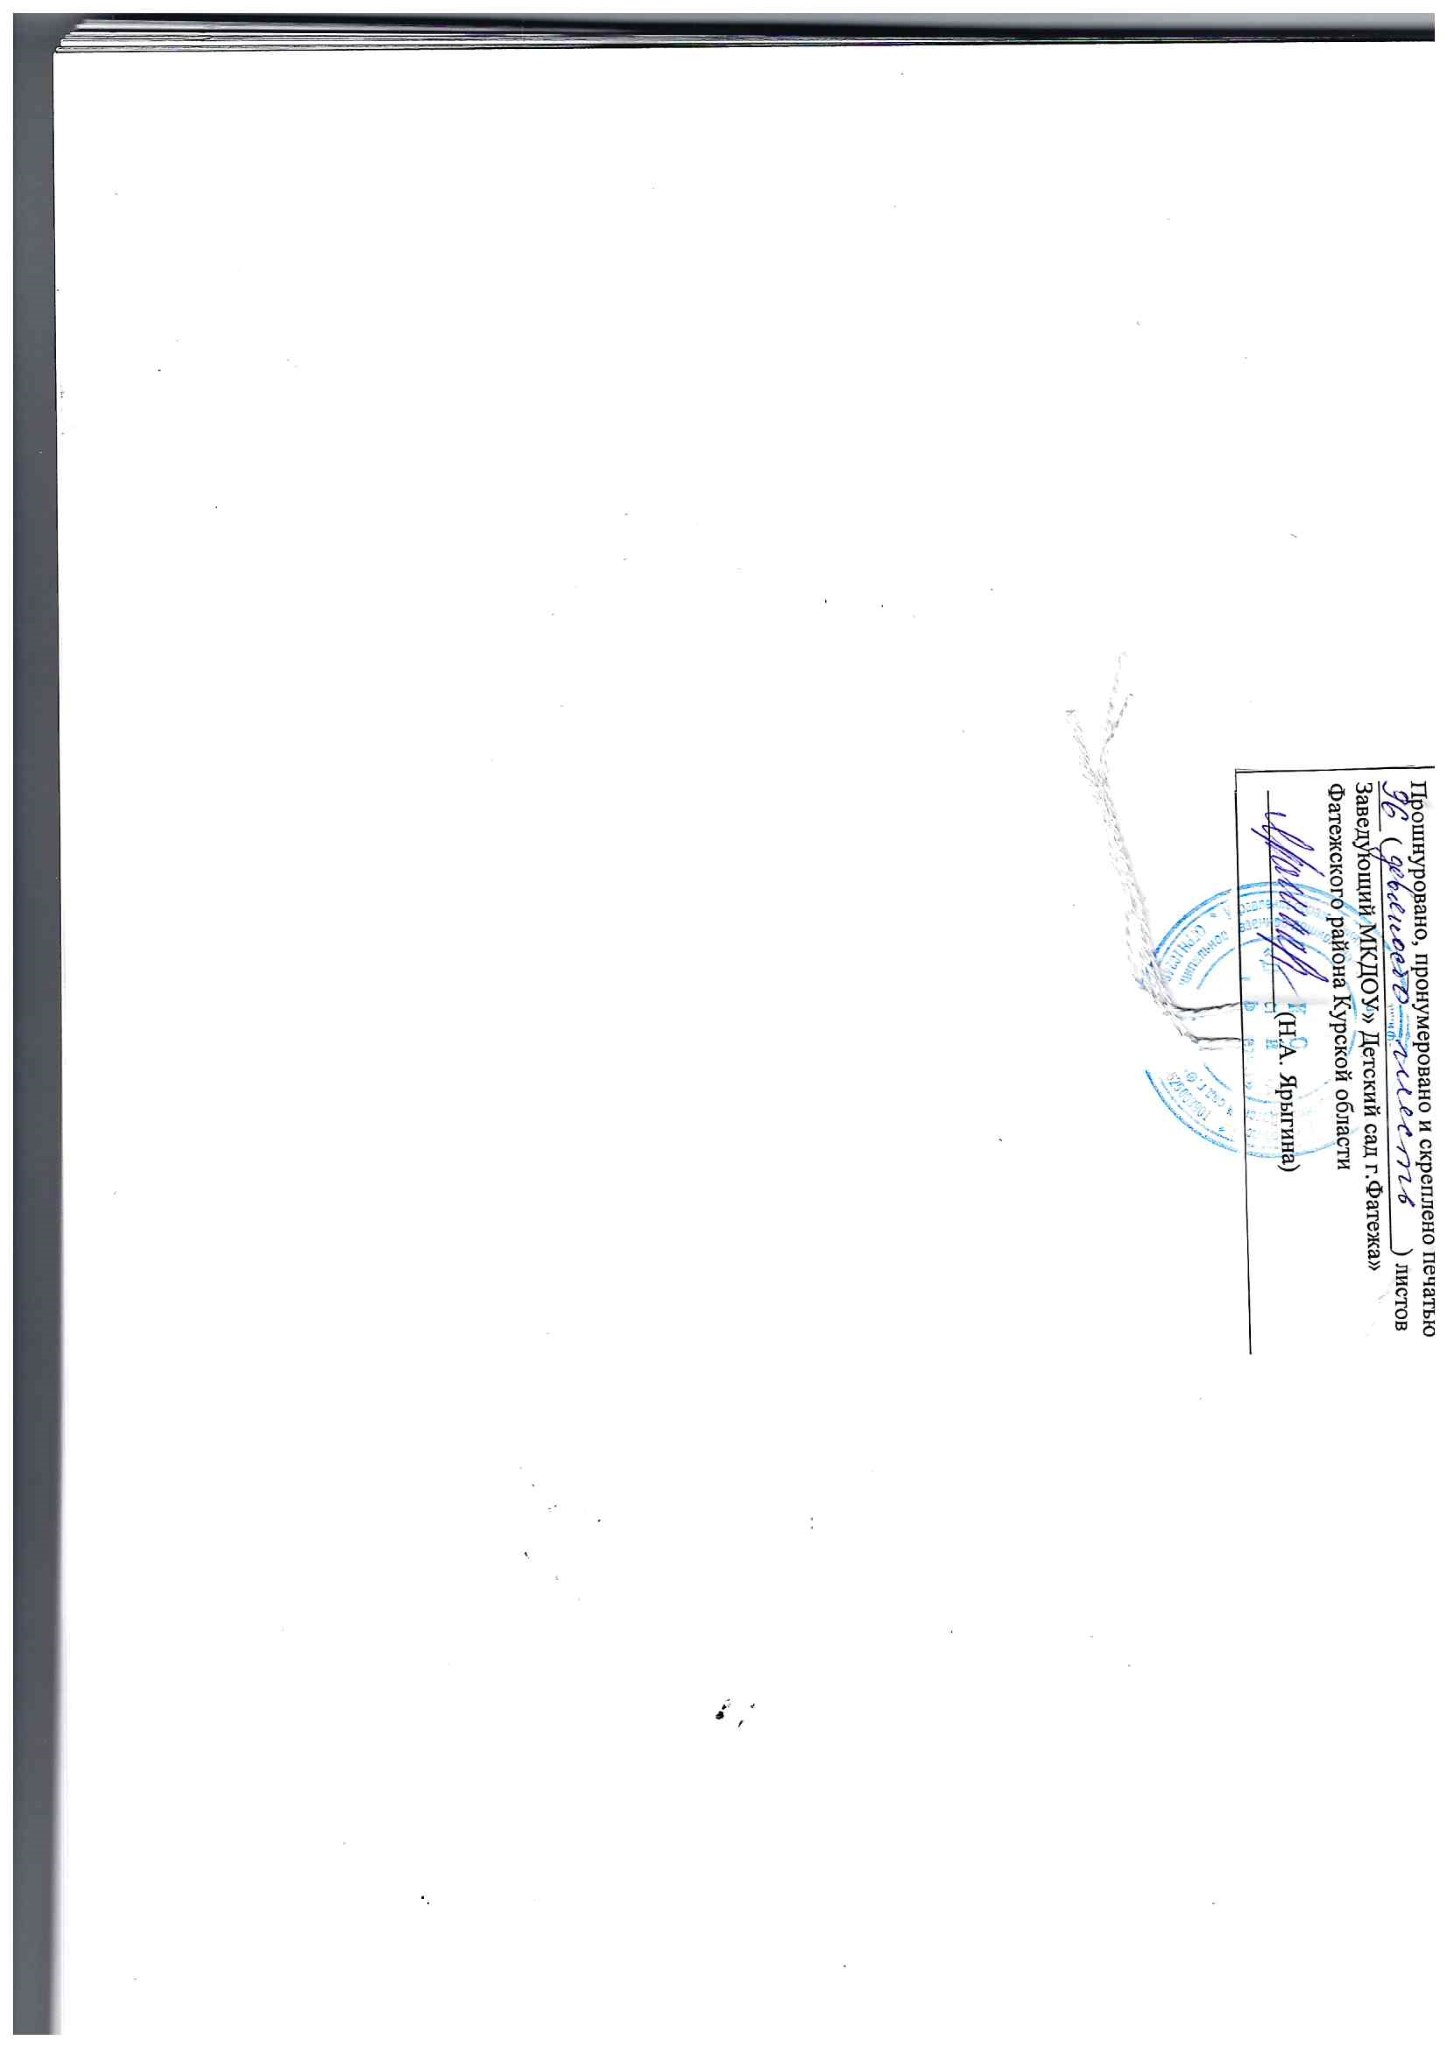 Прошнуровано, пронумеровано и скреплено печатью
96 (девяносто шесть) листов
Заведующий МКДОУ» Детский сад г.Фатежа»
Фатежского района Курской области
(Н.А. Ярыгина)